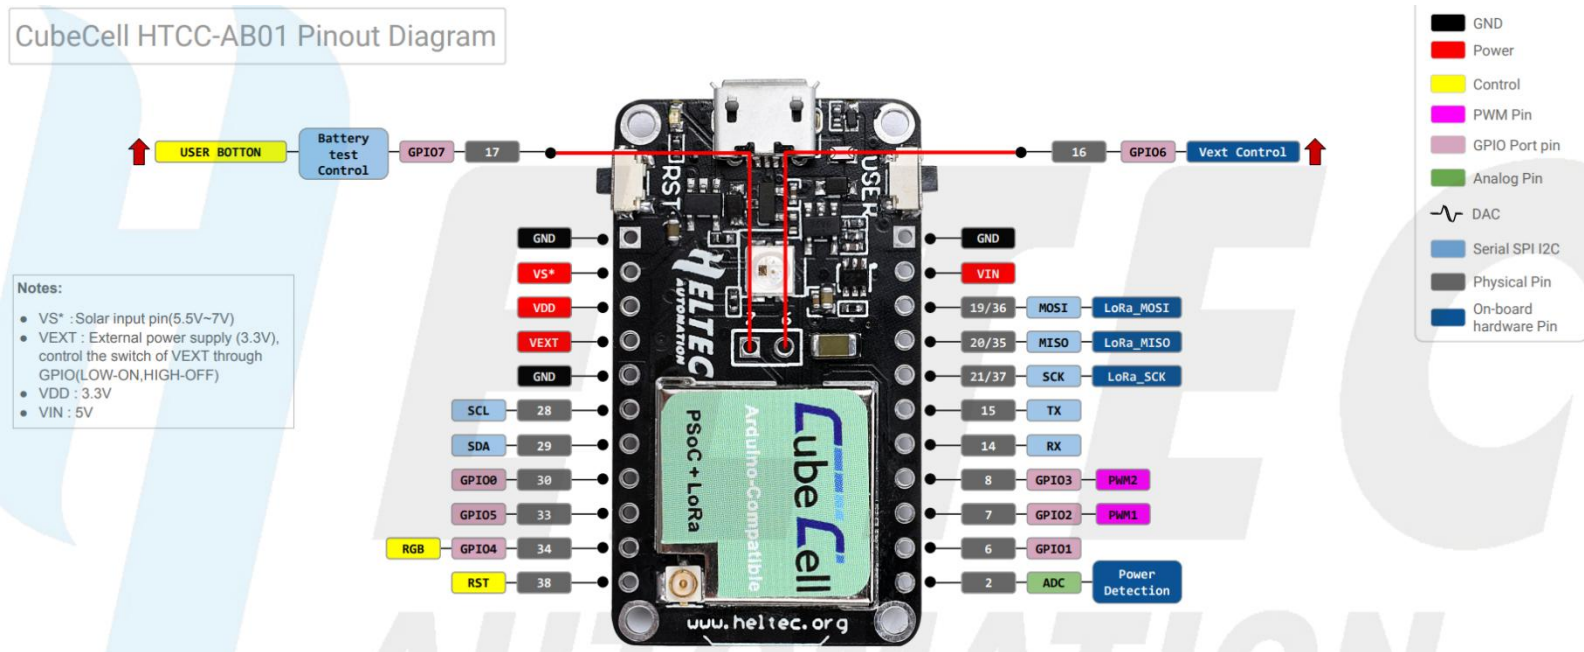 CubeCell HTCC-AB01 Pinout Diagram
GND
Power
Control
PWM Pin
GPIO Port pin
Analog Pin
DAC
Serial SPI I2C
Physical Pin
On-board
hardware Pin
USER BOTTON
Battery
test
Control
GPIO7
17
16
GPIO6
Vext Control
RST
USER
GND
GND
VS*
VIN
VDD
19/36
MOSI
LoRa_MOSI
VEXT
20/35
MISO
LoRa_MISO
GND
21/37
SCK
LoRa_SCK
SCL
28
15
TX
SDA
29
14
RX
GPIO0
30
8
GPIO3
PWM2
GPIO5
33
7
GPIO2
PWM1
RGB
GPIO4
34
6
GPIO1
RST
38
2
ADC
Power
Detection
Notes:
VS* : Solar input pin(5.5V~7V)
VEXT : External power supply (3.3V),
control the switch of VEXT through
GPIO(LOW-ON,HIGH-OFF)
VDD : 3.3V
VIN : 5V
HELTEC
AUTOMATION
CubeCell
Arduino-Compatible
PSoC + LoRa
www.heltec.org
HELTEC
AUTOMATION